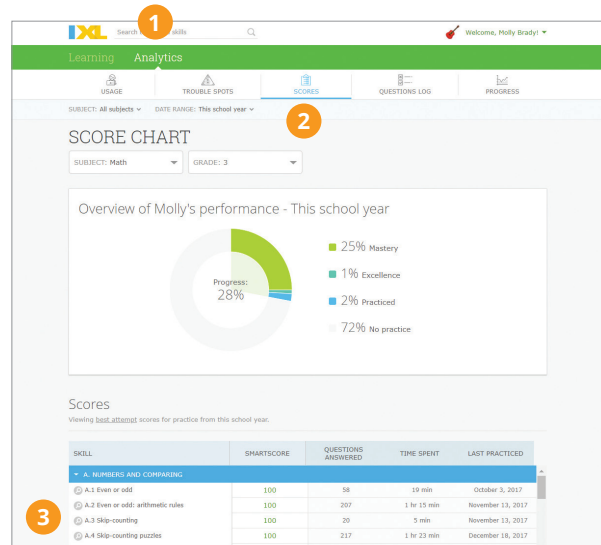 1
IXL Search skills
Welcome, Molly Brady!
Learning Analytics
USAGE TROUBLE SPOTS SCORES QUESTIONS LOG PROGRESS
SUBJECT: All subjects DATE RANGE: This school year
2
SCORE CHART
SUBJECT: Math GRADE: 3
Overview of Molly's performance - This school year
25% Mastery
1% Excellence
Progress:
28%
2% Practiced
72% No practice
Scores
Viewing best attempt scores for practice from this school year.
SKILL SMARTSCORE QUESTIONS ANSWERED TIME SPENT LAST PRACTICED
A. NUMBERS AND COMPARING
A.1 Even or odd 100 58 19 min October 3, 2017
A.2 Even or odd: arithmetic rules 100 207 1 hr 15 min November 13, 2017
3
A.3 Skip-counting 100 20 5 min November 13, 2017
A.4 Skip-counting puzzles 100 217 1 hr 23 min December 18, 2017